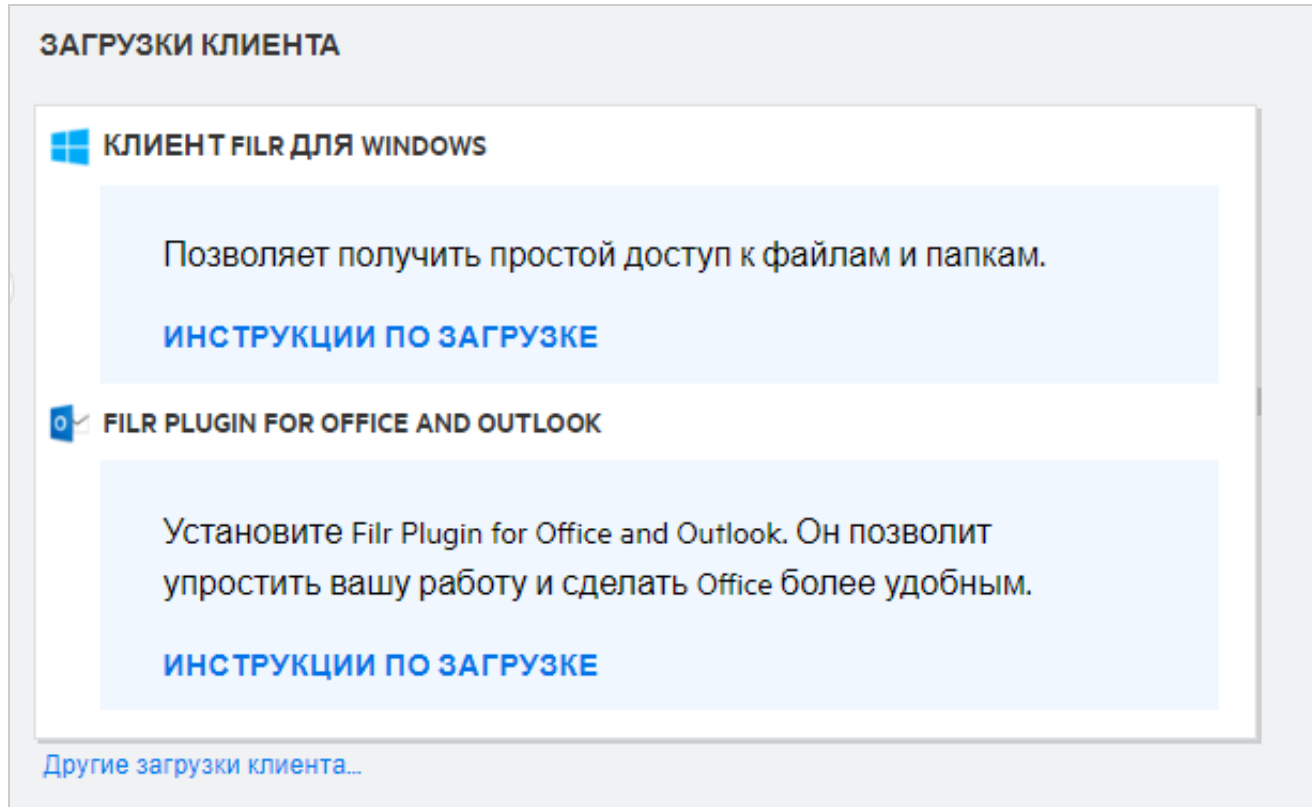 ЗАГРУЗКИ КЛИЕНТА
КЛИЕНТ FILR ДЛЯ WINDOWS
Позволяет получить простой доступ к файлам и папкам.
ИНСТРУКЦИИ ПО ЗАГРУЗКЕ
FILR PLUGIN FOR OFFICE AND OUTLOOK
Установите Filr Plugin for Office and Outlook. Он позволит
упростить вашу работу и сделать Office более удобным.
ИНСТРУКЦИИ ПО ЗАГРУЗКЕ
Другие загрузки клиента...